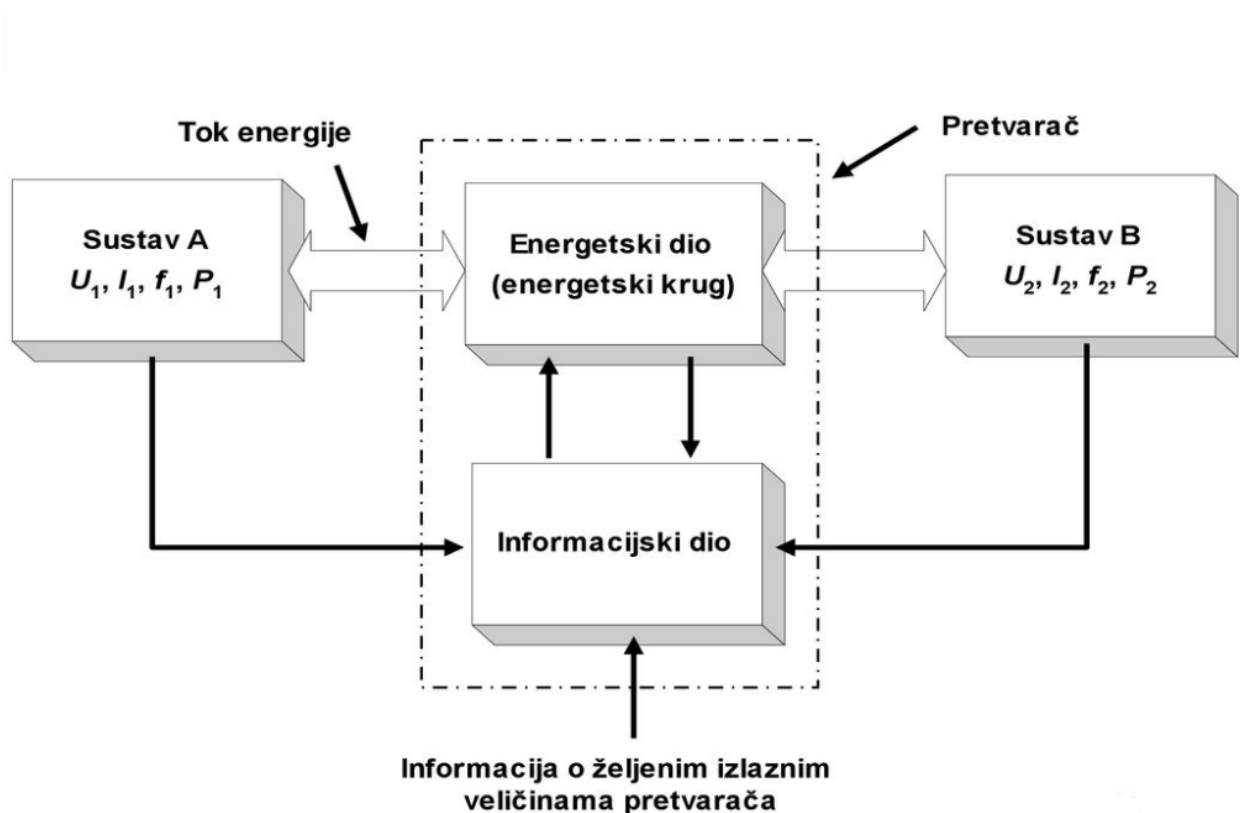 Tok energije
Pretvarač
Sustav A
U₁, I₁, f₁, P₁
Energetski dio
(energetski krug)
Sustav B
U₂, I₂, f₂, P₂
Informacijski dio
Informacija o željenim izlaznim
veličinama pretvarača